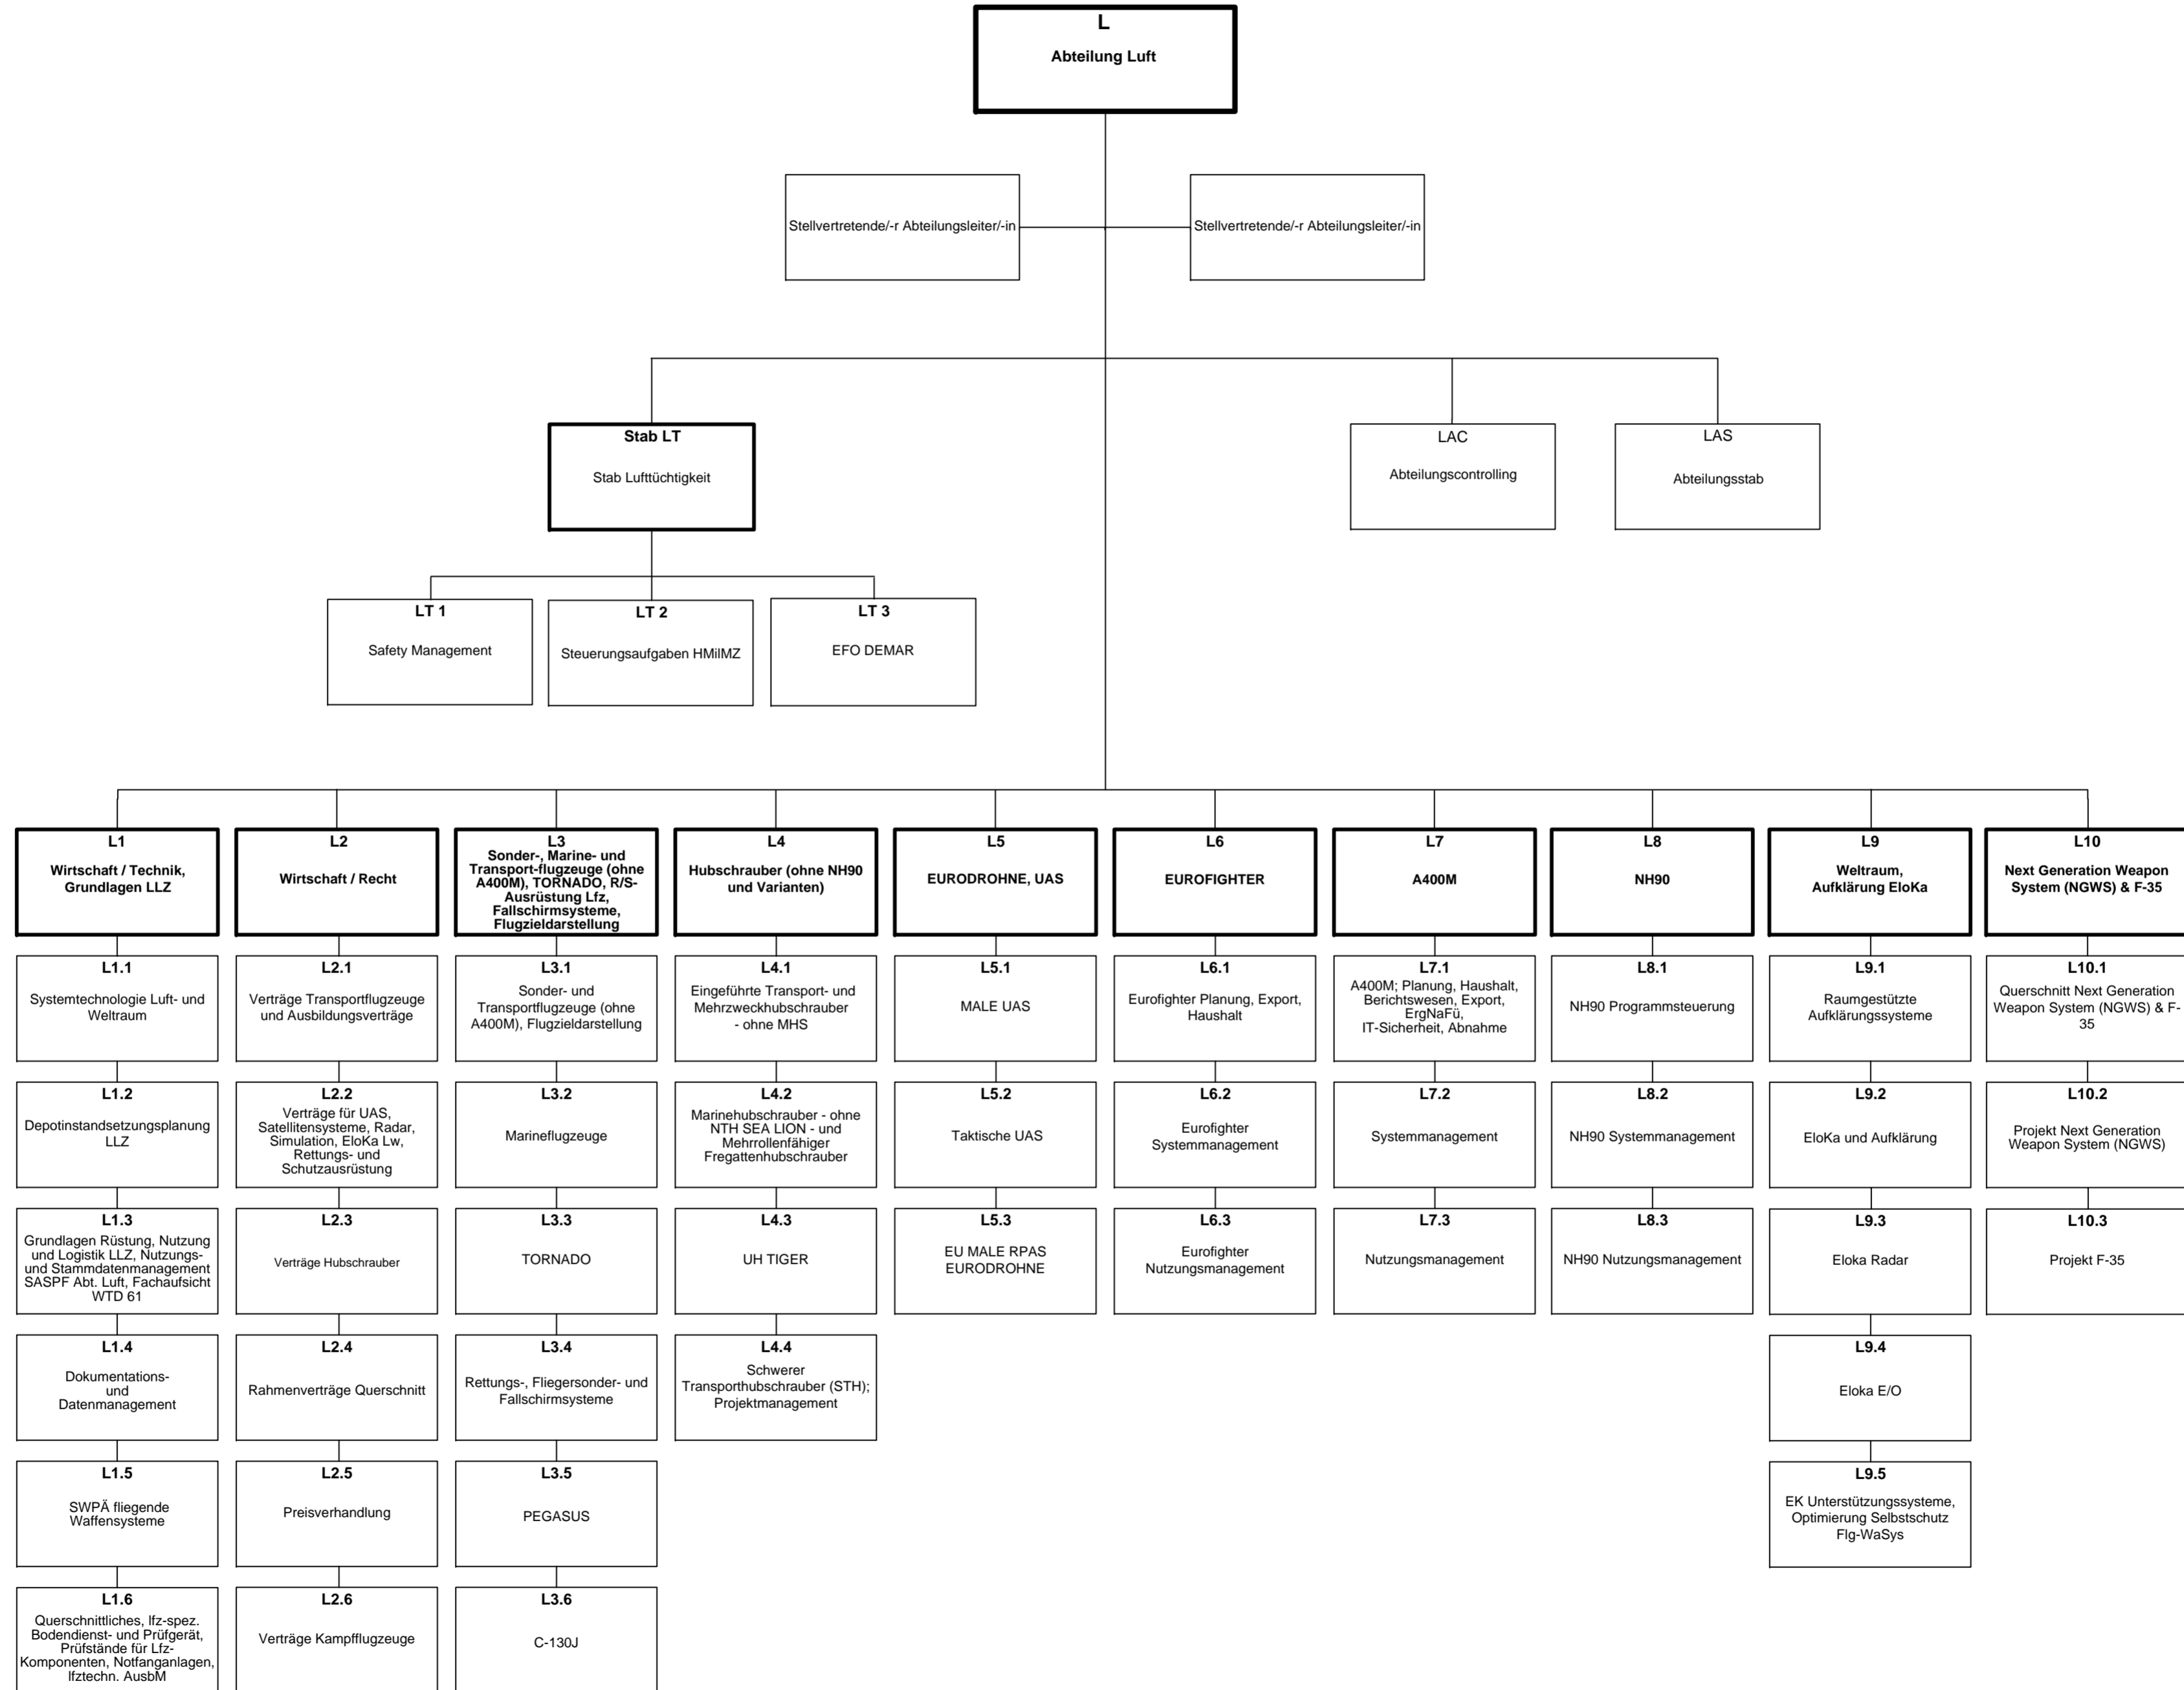 L
Abteilung Luft
Stellvertretende/-r Abteilungsleiter/-in
Stellvertretende/-r Abteilungsleiter/-in
Stab LT
Stab Lufttüchtigkeit
LAC
Abteilungscontrolling
LAS
Abteilungsstab
LT 1
Safety Management
LT 2
Steuerungsaufgaben HMilMZ
LT 3
EFO DEMAR
L1
Wirtschaft / Technik,
Grundlagen LLZ
L2
Wirtschaft / Recht
L3
Sonder-, Marine- und
Transport-flugzeuge (ohne
A400M), TORNADO, R/S-
Ausrüstung Lfz,
Fallschirmsysteme,
Flugzieldarstellung
L4
Hubschrauber (ohne NH90
und Varianten)
L5
EURODROHNE, UAS
L6
EUROFIGHTER
L7
A400M
L8
NH90
L9
Weltraum,
Aufklärung EloKa
L10
Next Generation Weapon
System (NGWS) & F-35
L1.1
Systemtechnologie Luft- und
Weltraum
L2.1
Verträge Transportflugzeuge
und Ausbildungsverträge
L3.1
Sonder- und
Transportflugzeuge (ohne
A400M), Flugzieldarstellung
L4.1
Eingeführte Transport- und
Mehrzweckhubschrauber
- ohne MHS
L5.1
MALE UAS
L6.1
Eurofighter Planung, Export,
Haushalt
L7.1
A400M; Planung, Haushalt,
Berichtswesen, Export,
ErgNaFü,
IT-Sicherheit, Abnahme
L8.1
NH90 Programmsteuerung
L9.1
Raumgestützte
Aufklärungssysteme
L10.1
Querschnitt Next Generation
Weapon System (NGWS) & F-
35
L1.2
Depotinstandsetzungsplanung
LLZ
L2.2
Verträge für UAS,
Satellitensysteme, Radar,
Simulation, EloKa Lw,
Rettungs- und
Schutzausrüstung
L3.2
Marineflugzeuge
L4.2
Marinehubschrauber - ohne
NTH SEA LION - und
Mehrrollenfähiger
Fregattenhubschrauber
L5.2
Taktische UAS
L6.2
Eurofighter
Systemmanagement
L7.2
Systemmanagement
L8.2
NH90 Systemmanagement
L9.2
EloKa und Aufklärung
L10.2
Projekt Next Generation
Weapon System (NGWS)
L1.3
Grundlagen Rüstung, Nutzung
und Logistik LLZ, Nutzungs-
und Stammdatenmanagement
SASPF Abt. Luft, Fachaufsicht
WTD 61
L2.3
Verträge Hubschrauber
L3.3
TORNADO
L4.3
UH TIGER
L5.3
EU MALE RPAS
EURODROHNE
L6.3
Eurofighter
Nutzungsmanagement
L7.3
Nutzungsmanagement
L8.3
NH90 Nutzungsmanagement
L9.3
Eloka Radar
L10.3
Projekt F-35
L1.4
Dokumentations-
und
Datenmanagement
L2.4
Rahmenverträge Querschnitt
L3.4
Rettungs-, Fliegersonder- und
Fallschirmsysteme
L4.4
Schwerer
Transporthubschrauber (STH);
Projektmanagement
L9.4
Eloka E/O
L1.5
SWPÄ fliegende
Waffensysteme
L2.5
Preisverhandlung
L3.5
PEGASUS
L9.5
EK Unterstützungssysteme,
Optimierung Selbstschutz
Flg-WaSys
L1.6
Querschnittliches, lfz-spez.
Bodendienst- und Prüfgerät,
Prüfstände für Lfz-
Komponenten, Notfanganlagen,
lfztechn. AusbM
L2.6
Verträge Kampfflugzeuge
L3.6
C-130J